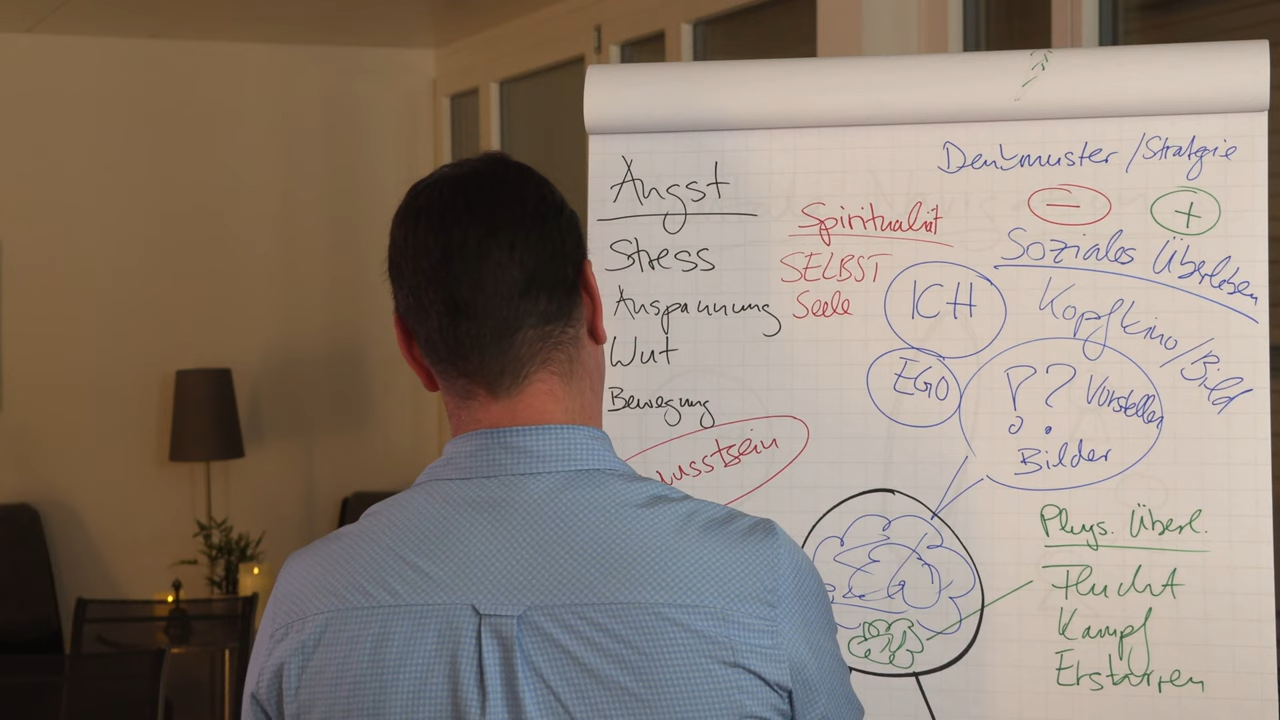 Angst
Stress
Anspannung
Wut
Bewegung
usstsein
Spiritualität
SELBST
Seele
ICH
EGO
Denkmuster / Strategie
−
+
Soziales Überleben
Kopfkino / Bild
? Vorstellen
Bilder
Phys. Überl.
Flucht
Kampf
Erstarren